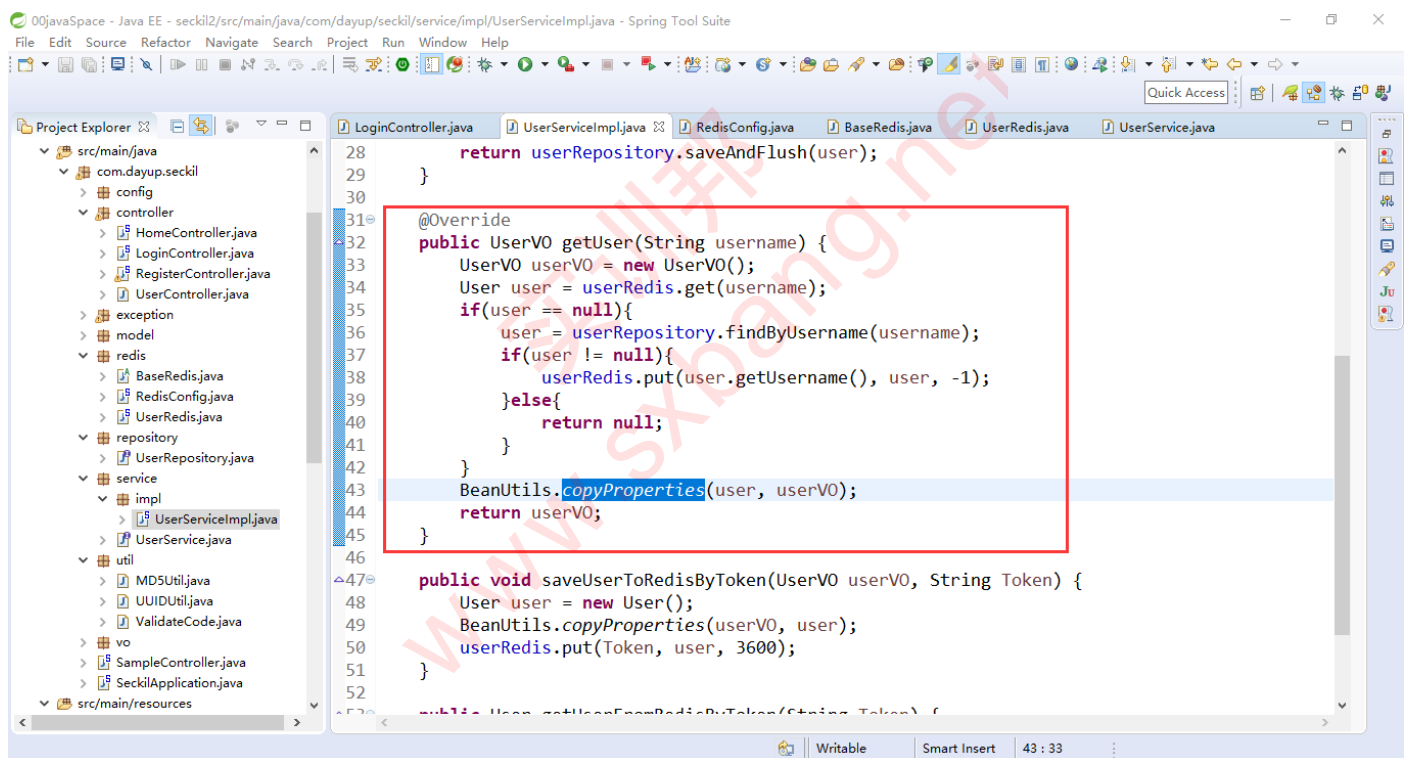 00javaSpace - Java EE - seckil2/src/main/java/com/dayup/seckil/service/impl/UserServiceImpl.java - Spring Tool Suite
File Edit Source Refactor Navigate Search Project Run Window Help
Quick Access
Project Explorer
src/main/java
com.dayup.seckil
config
controller
HomeController.java
LoginController.java
RegisterController.java
UserController.java
exception
model
redis
BaseRedis.java
RedisConfig.java
UserRedis.java
repository
UserRepository.java
service
impl
UserServiceImpl.java
UserService.java
util
MD5Util.java
UUIDUtil.java
ValidateCode.java
vo
SampleController.java
SeckilApplication.java
src/main/resources
LoginController.java UserServiceImpl.java RedisConfig.java BaseRedis.java UserRedis.java UserService.java
28 return userRepository.saveAndFlush(user);
29 }
30
31 @Override
32 public UserVO getUser(String username) {
33 UserVO userVO = new UserVO();
34 User user = userRedis.get(username);
35 if(user == null){
36 user = userRepository.findByUsername(username);
37 if(user != null){
38 userRedis.put(user.getUsername(), user, -1);
39 }else{
40 return null;
41 }
42 }
43 BeanUtils.copyProperties(user, userVO);
44 return userVO;
45 }
46
47 public void saveUserToRedisByToken(UserVO userVO, String Token) {
48 User user = new User();
49 BeanUtils.copyProperties(userVO, user);
50 userRedis.put(Token, user, 3600);
51 }
52
public User getUserFromRedisByToken(String Token) {
实训邦
www.sxbang.net
Writable Smart Insert 43 : 33